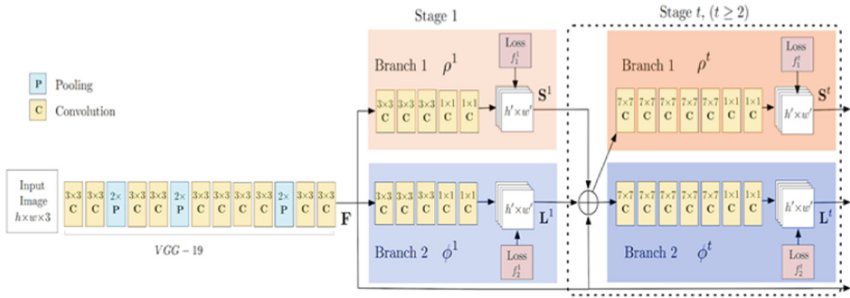 Stage 1
Stage t, (t ≥ 2)
P Pooling
C Convolution
Input
Image
h×w×3
3×3 C
3×3 C
2× P
3×3 C
3×3 C
2× P
3×3 C
3×3 C
3×3 C
3×3 C
2× P
3×3 C
3×3 C
VGG − 19
F
Branch 1 ρ¹
Loss
f₁¹
3×3 C
3×3 C
3×3 C
1×1 C
1×1 C
h′×w′
S¹
3×3 C
3×3 C
3×3 C
1×1 C
1×1 C
h′×w′
L¹
Branch 2 ϕ¹
Loss
f₂¹
Branch 1 ρᵗ
Loss
f₁ᵗ
7×7 C
7×7 C
7×7 C
7×7 C
7×7 C
1×1 C
1×1 C
h′×w′
Sᵗ
7×7 C
7×7 C
7×7 C
7×7 C
7×7 C
1×1 C
1×1 C
h′×w′
Lᵗ
Branch 2 ϕᵗ
Loss